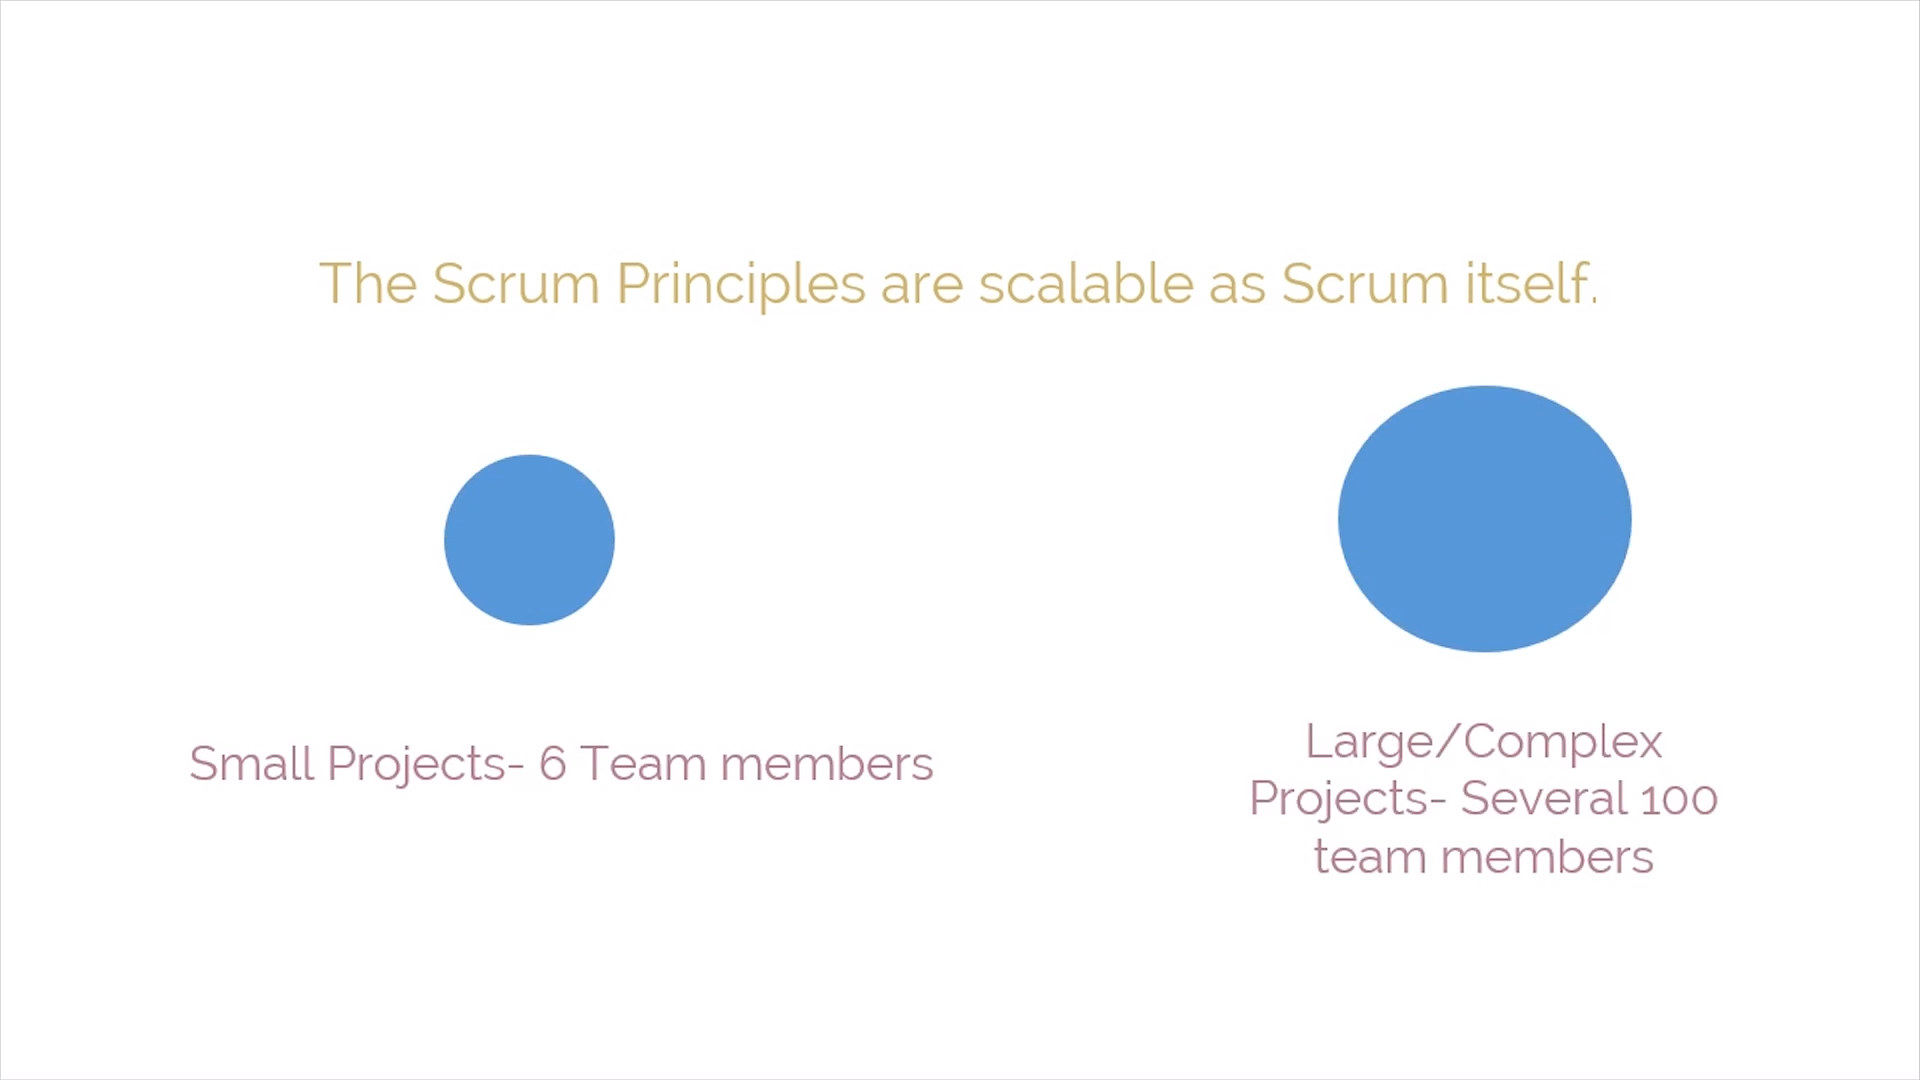 The Scrum Principles are scalable as Scrum itself.
Small Projects- 6 Team members
Large/Complex
Projects- Several 100
team members